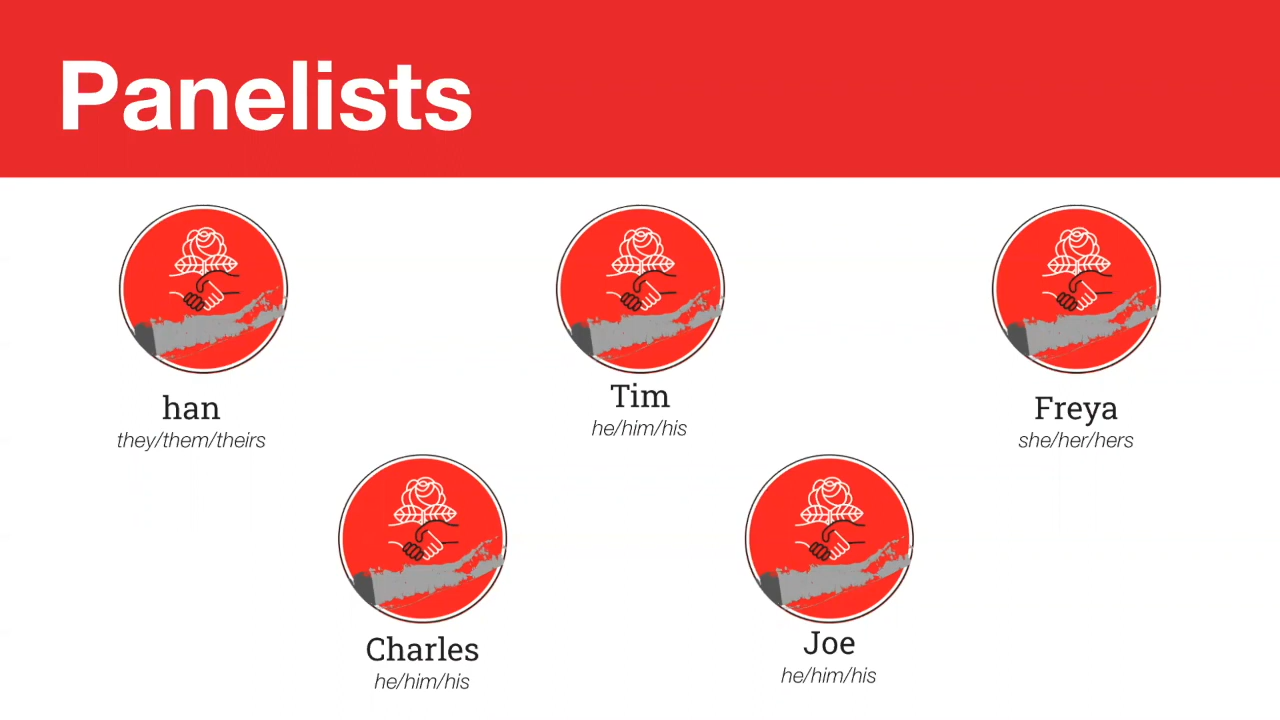 Panelists
han
they/them/theirs
Tim
he/him/his
Freya
she/her/hers
Charles
he/him/his
Joe
he/him/his